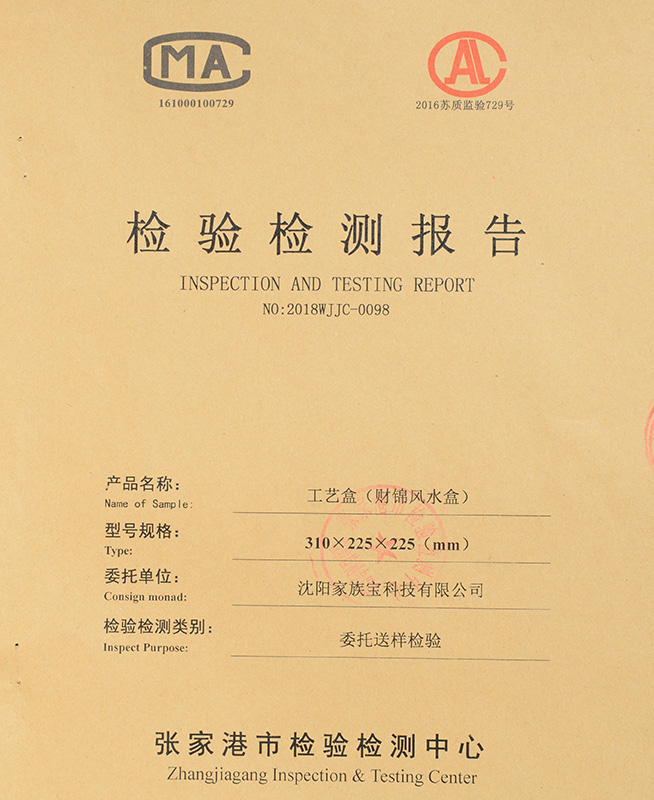 CMA
161000100729
CAL
2016苏质监验729号
检验检测报告
INSPECTION AND TESTING REPORT
NO:2018WJJC-0098
产品名称: 工艺盒（财锦风水盒）
Name of Sample:
型号规格: 310×225×225（mm）
Type:
委托单位: 沈阳家族宝科技有限公司
Consign monad:
检验检测类别: 委托送样检验
Inspect Purpose:
张家港市检验检测中心
Zhangjiagang Inspection & Testing Center